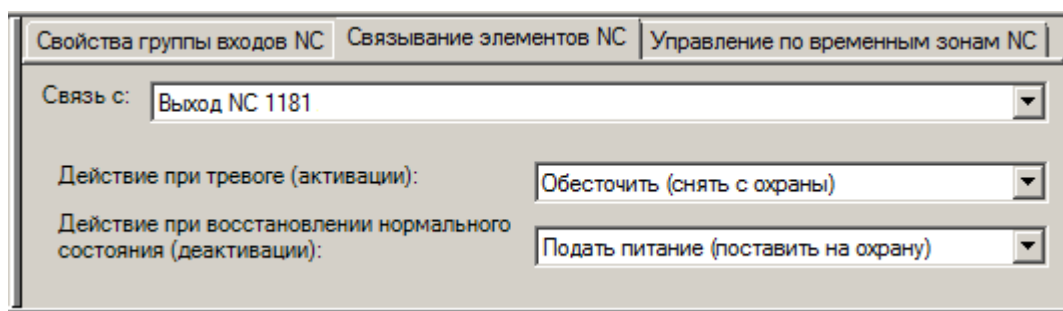 Свойства группы входов NC Связывание элементов NC Управление по временным зонам NC
Связь с: Выход NC 1181
Действие при тревоге (активации): Обесточить (снять с охраны)
Действие при восстановлении нормального
состояния (деактивации): Подать питание (поставить на охрану)